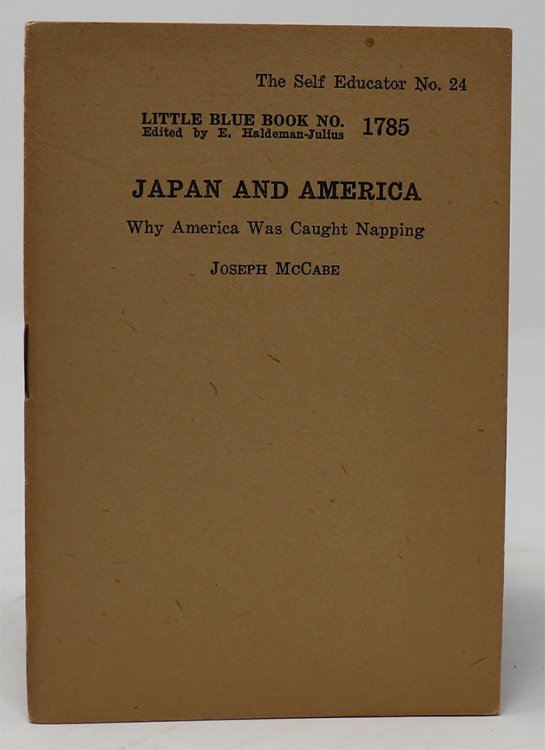 The Self Educator No. 24
LITTLE BLUE BOOK NO. 1785
Edited by E. Haldeman-Julius
JAPAN AND AMERICA
Why America Was Caught Napping
JOSEPH MCCABE